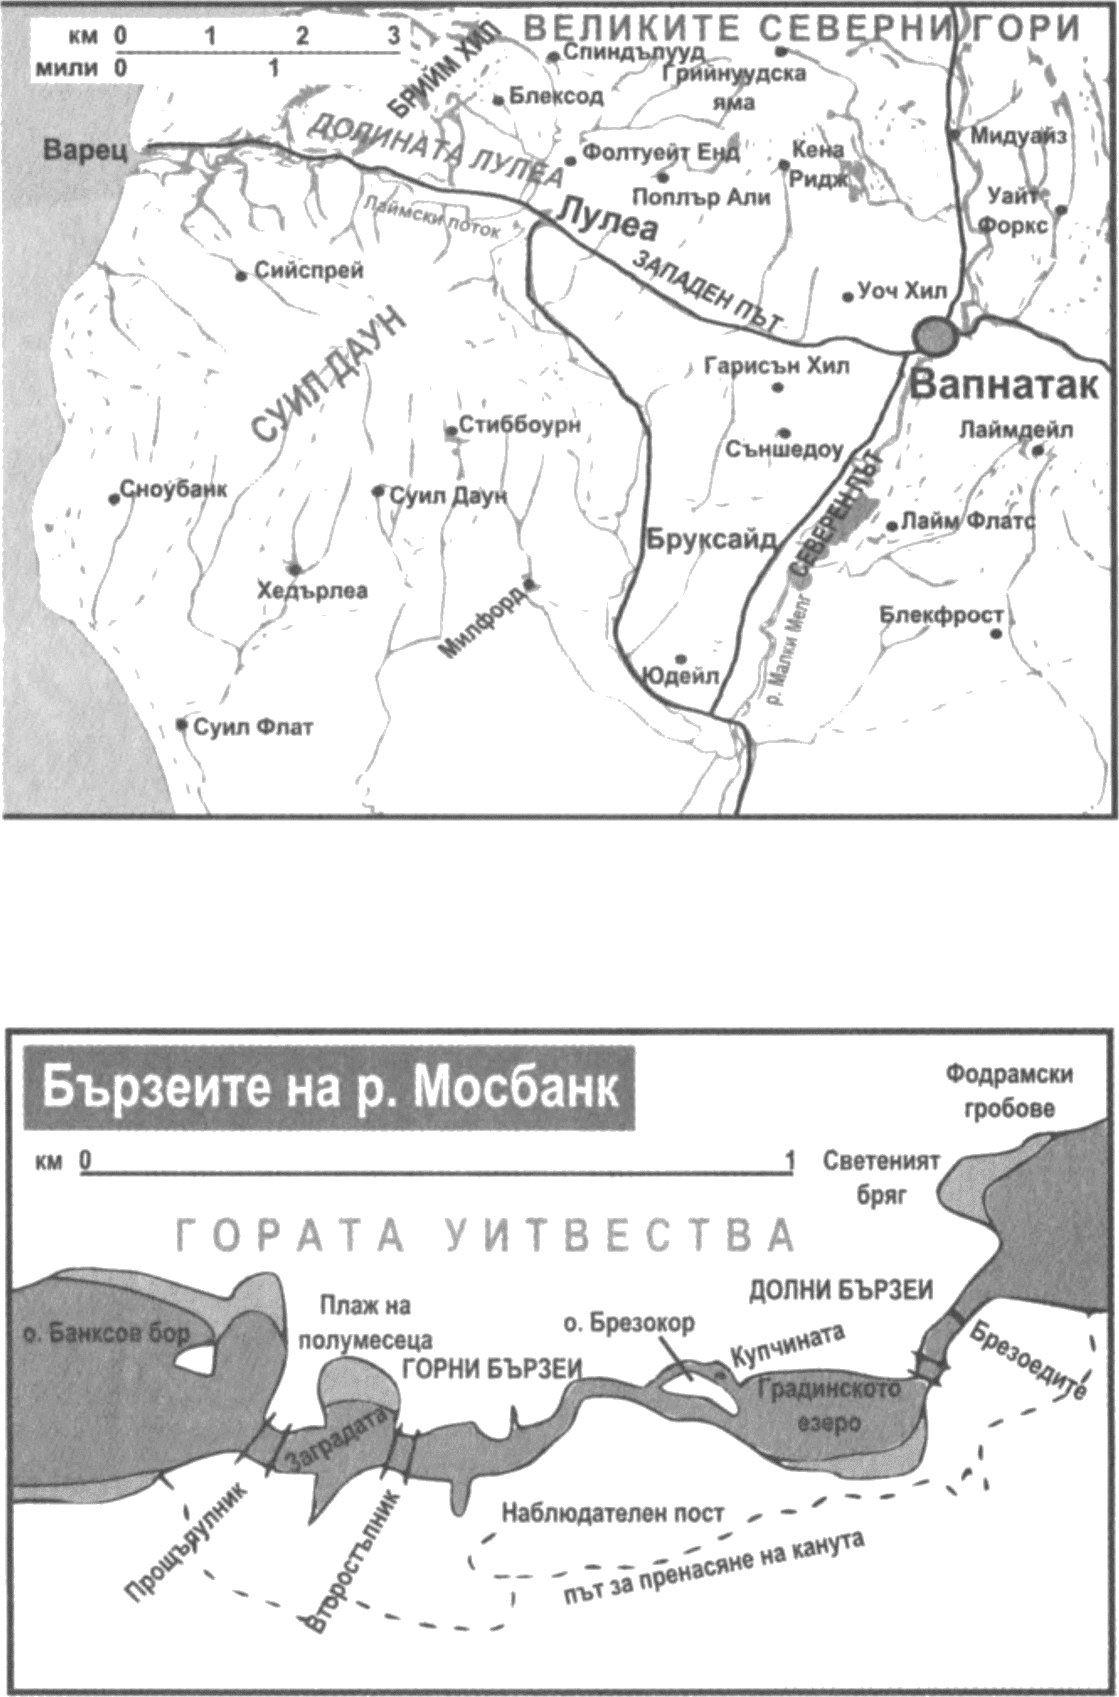 ВЕЛИКИТЕ СЕВЕРНИ ГОРИ
км 0 1 2 3
мили 0 1
БРИЙМ ХИЛ
Спиндълууд
Грийнуудска
яма
Блексод
ДОЛИНАТА ЛУЛЕА
Варец
Мидуайз
Фолтуейт Енд
Кена
Ридж
Поплър Али
Уайт
Форкс
Лаймски поток
Лулеа
Сийспрей
ЗАПАДЕН ПЪТ
Уоч Хил
СУИЛ ДАУН
Гарисън Хил
Вапнатак
Стиббоурн
Съншедоу
Лаймдейл
Сноубанк
Суил Даун
СЕВЕРЕН ПЪТ
Лайм Флатс
Бруксайд
Хедърлеа
Милфорд
Блекфрост
р. Малки Мелг
Юдейл
Суил Флат
Бързеите на р. Мосбанк
Фодрамски
гробове
км 0 1
Светеният
бряг
ГОРАТА УИТВЕСТВА
ДОЛНИ БЪРЗЕИ
Плаж на
полумесеца
о. Банксов бор
о. Брезокор
Купчината
Брезоедите
ГОРНИ БЪРЗЕИ
Градинското
езеро
Заградата
Наблюдателен пост
Прощъпулник
Второстъпник
път за пренасяне на канута